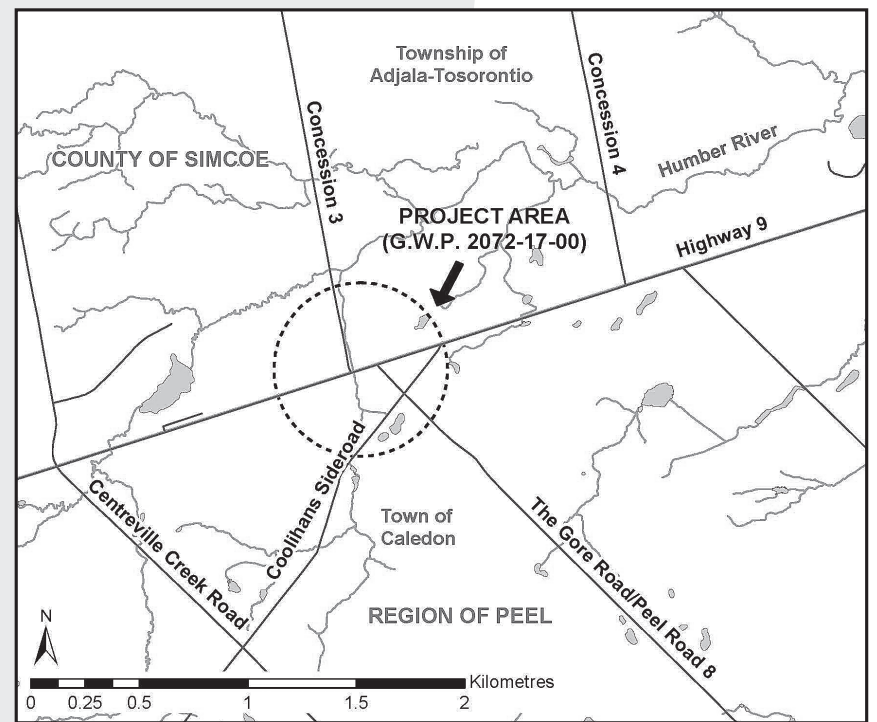 Township of
Adjala-Tosorontio
Concession 3
Concession 4
COUNTY OF SIMCOE
Humber River
PROJECT AREA
(G.W.P. 2072-17-00)
Highway 9
Centreville Creek Road
Coolihans Sideroad
Town of
Caledon
The Gore Road/Peel Road 8
REGION OF PEEL
N
Kilometres
0 0.25 0.5 1 1.5 2